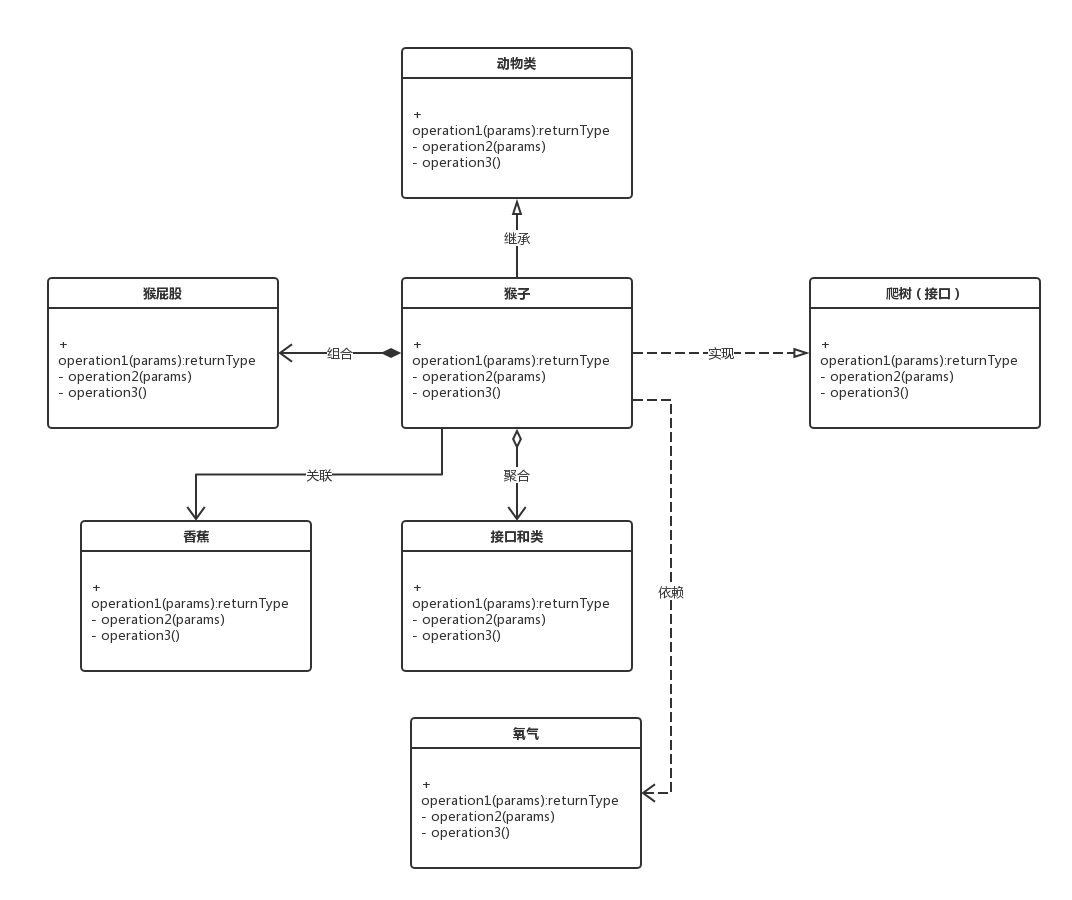 动物类
+
operation1(params):returnType
- operation2(params)
- operation3()
继承
猴屁股
+
operation1(params):returnType
- operation2(params)
- operation3()
组合
猴子
+
operation1(params):returnType
- operation2(params)
- operation3()
实现
爬树（接口）
+
operation1(params):returnType
- operation2(params)
- operation3()
关联
聚合
香蕉
+
operation1(params):returnType
- operation2(params)
- operation3()
接口和类
+
operation1(params):returnType
- operation2(params)
- operation3()
依赖
氧气
+
operation1(params):returnType
- operation2(params)
- operation3()